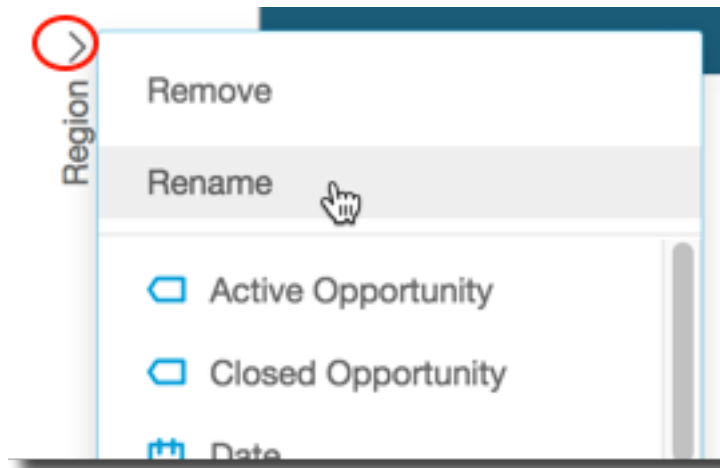 Region
Remove
Rename
Active Opportunity
Closed Opportunity
Date